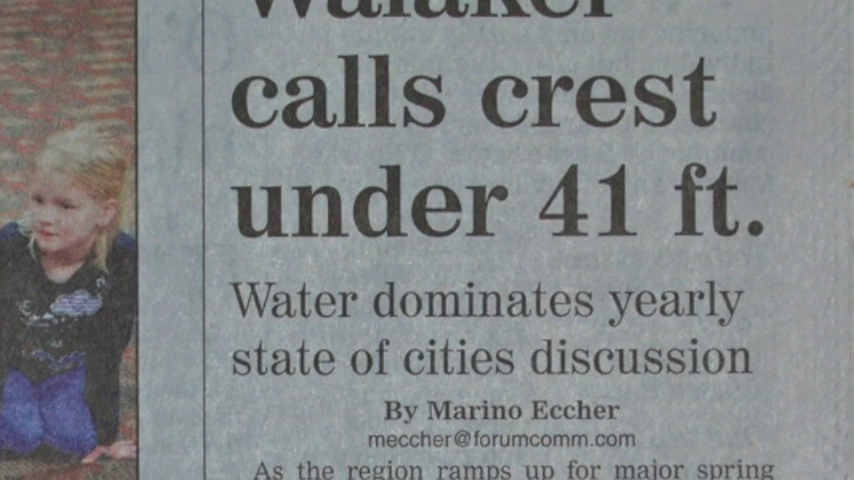 Walaker
calls crest
under 41 ft.
Water dominates yearly
state of cities discussion
By Marino Eccher
meccher@forumcomm.com
As the region ramps up for major spring